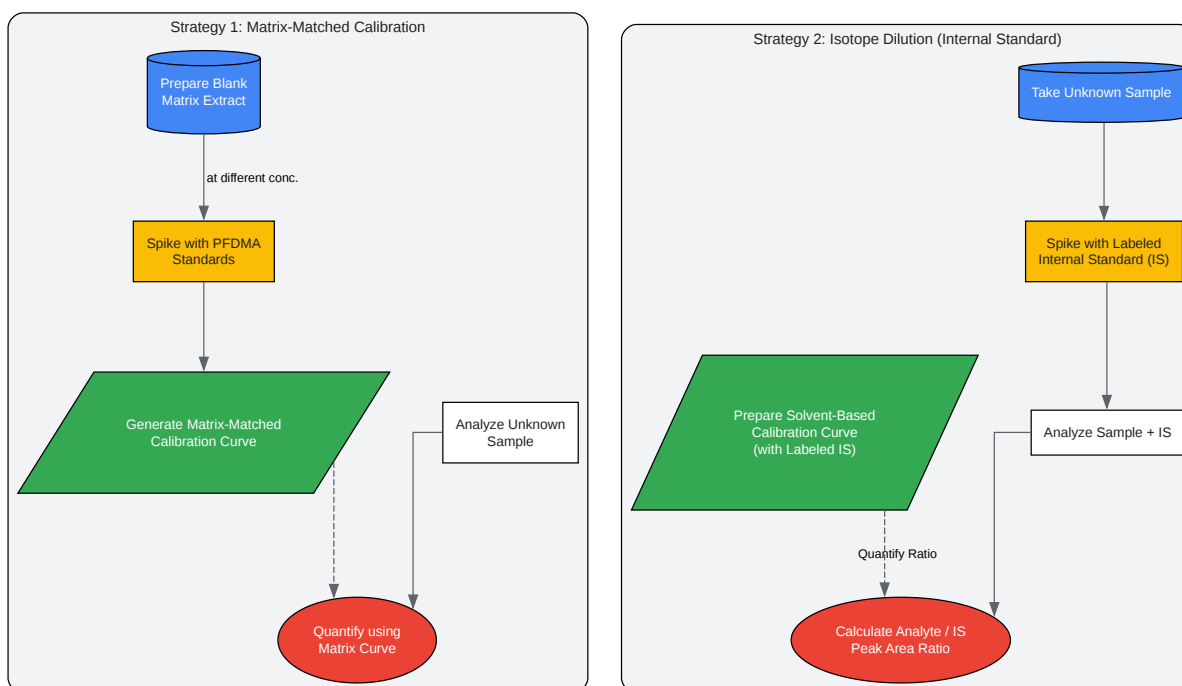 Strategy 1: Matrix-Matched Calibration
Prepare Blank
Matrix Extract
at different conc.
Spike with PFDMA
Standards
Generate Matrix-Matched
Calibration Curve
Analyze Unknown
Sample
Quantify using
Matrix Curve
Strategy 2: Isotope Dilution (Internal Standard)
Take Unknown Sample
Spike with Labeled
Internal Standard (IS)
Prepare Solvent-Based
Calibration Curve
(with Labeled IS)
Analyze Sample + IS
Quantify Ratio
Calculate Analyte / IS
Peak Area Ratio